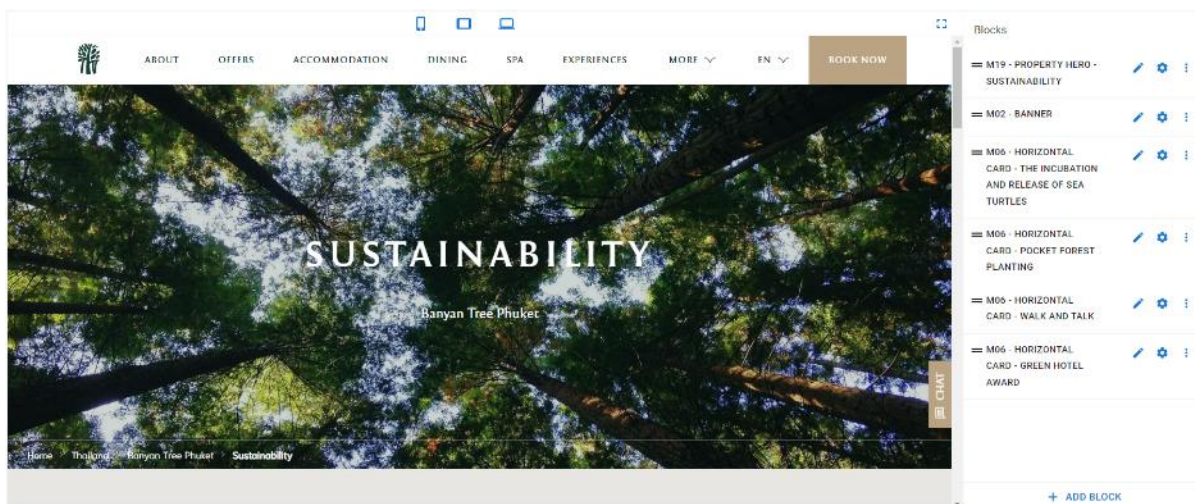 Blocks
ABOUT OFFERS ACCOMMODATION DINING SPA EXPERIENCES MORE EN BOOK NOW
SUSTAINABILITY
Banyan Tree Phuket
CHAT
Home Thailand Banyan Tree Phuket Sustainability
M19 - PROPERTY HERO -
SUSTAINABILITY
M02 - BANNER
M06 - HORIZONTAL
CARD - THE INCUBATION
AND RELEASE OF SEA
TURTLES
M06 - HORIZONTAL
CARD - POCKET FOREST
PLANTING
M06 - HORIZONTAL
CARD - WALK AND TALK
M06 - HORIZONTAL
CARD - GREEN HOTEL
AWARD
+ ADD BLOCK